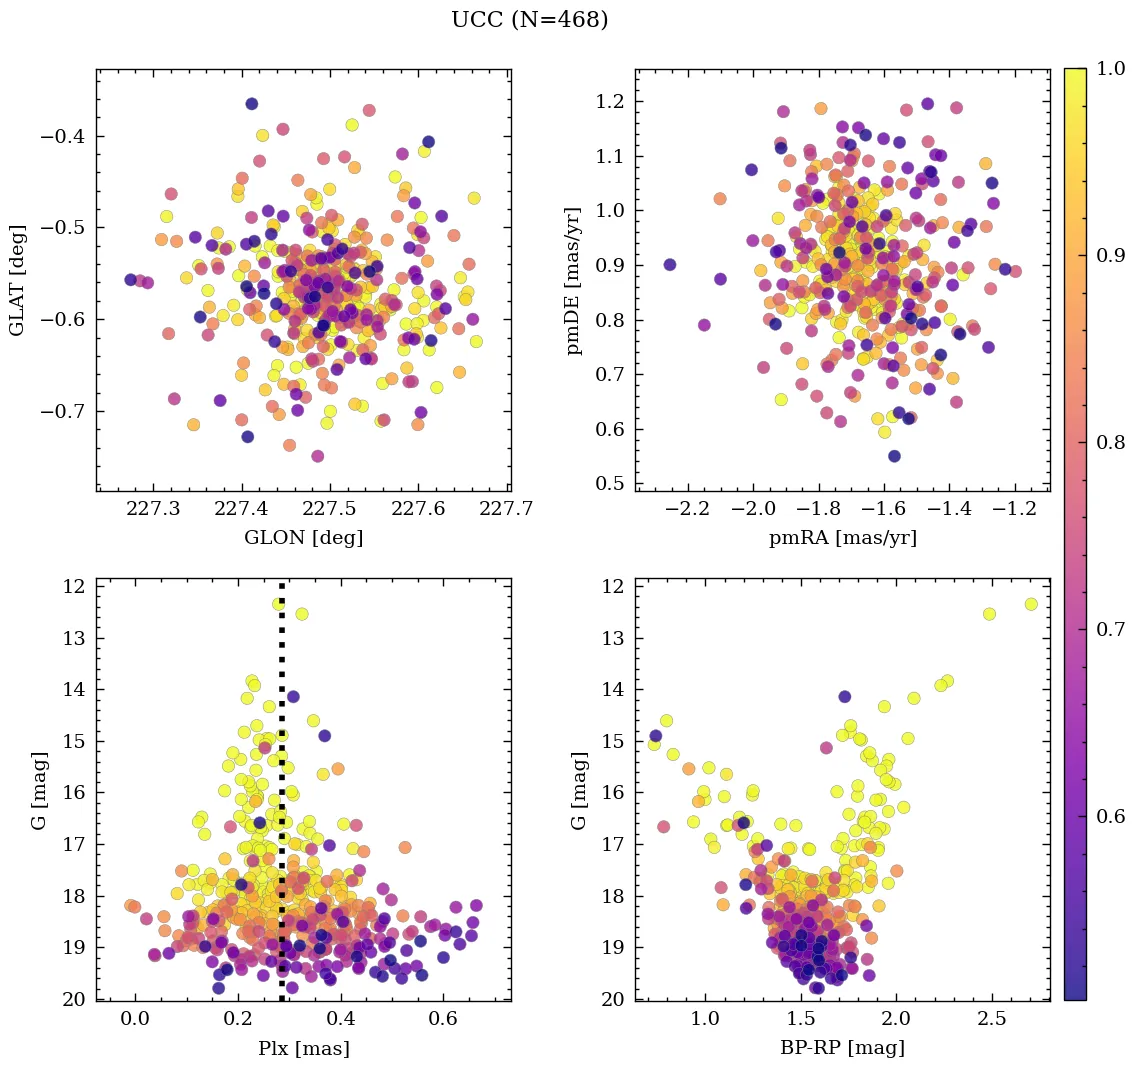 UCC (N=468)
−0.4
−0.5
−0.6
−0.7
GLAT [deg]
227.3 227.4 227.5 227.6 227.7
GLON [deg]
1.2
1.1
1.0
0.9
0.8
0.7
0.6
0.5
pmDE [mas/yr]
−2.2 −2.0 −1.8 −1.6 −1.4 −1.2
pmRA [mas/yr]
12
13
14
15
16
17
18
19
20
G [mag]
0.0 0.2 0.4 0.6
Plx [mas]
12
13
14
15
16
17
18
19
20
G [mag]
1.0 1.5 2.0 2.5
BP-RP [mag]
1.0
0.9
0.8
0.7
0.6